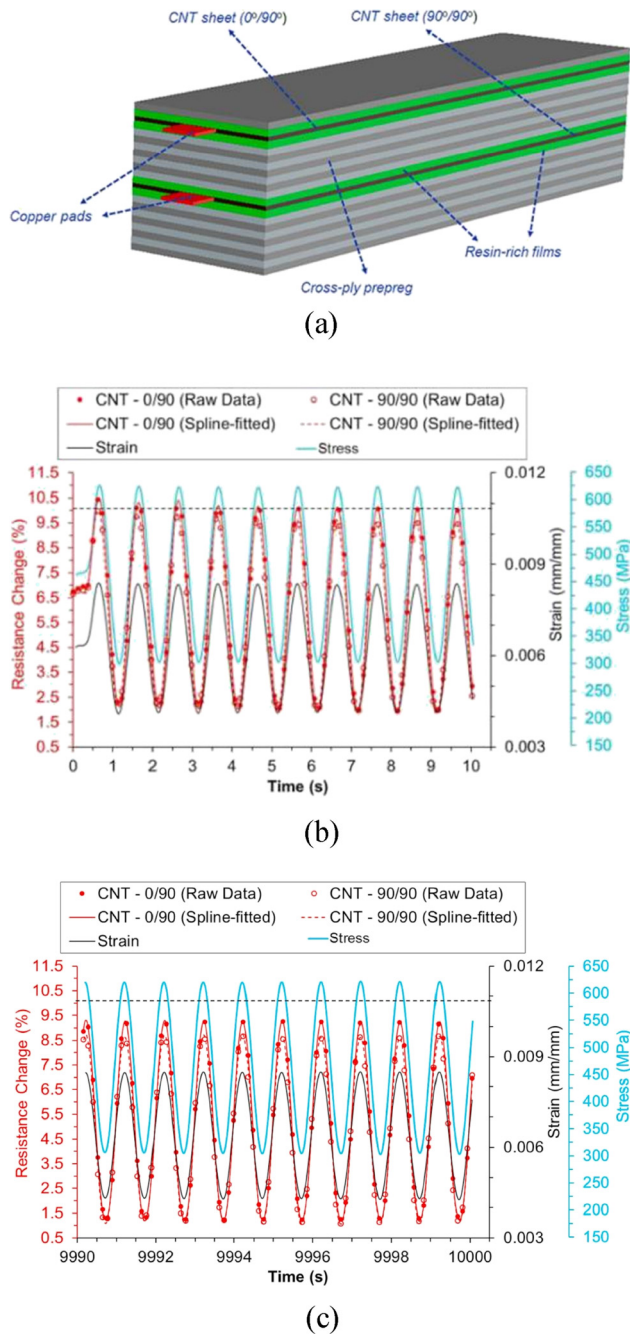 CNT sheet (0°/90°)
CNT sheet (90°/90°)
Copper pads
Resin-rich films
Cross-ply prepreg
(a)
CNT - 0/90 (Raw Data)
CNT - 90/90 (Raw Data)
CNT - 0/90 (Spline-fitted)
CNT - 90/90 (Spline-fitted)
Strain
Stress
Resistance Change (%)
11.5
10.5
9.5
8.5
7.5
6.5
5.5
4.5
3.5
2.5
1.5
0.5
0 1 2 3 4 5 6 7 8 9 10
Time (s)
0.012
0.009
0.006
0.003
Strain (mm/mm)
650
600
550
500
450
400
350
300
250
200
150
Stress (MPa)
(b)
CNT - 0/90 (Raw Data)
CNT - 90/90 (Raw Data)
CNT - 0/90 (Spline-fitted)
CNT - 90/90 (Spline-fitted)
Strain
Stress
Resistance Change (%)
11.5
10.5
9.5
8.5
7.5
6.5
5.5
4.5
3.5
2.5
1.5
0.5
9990 9992 9994 9996 9998 10000
Time (s)
0.012
0.009
0.006
0.003
Strain (mm/mm)
650
600
550
500
450
400
350
300
250
200
150
Stress (MPa)
(c)